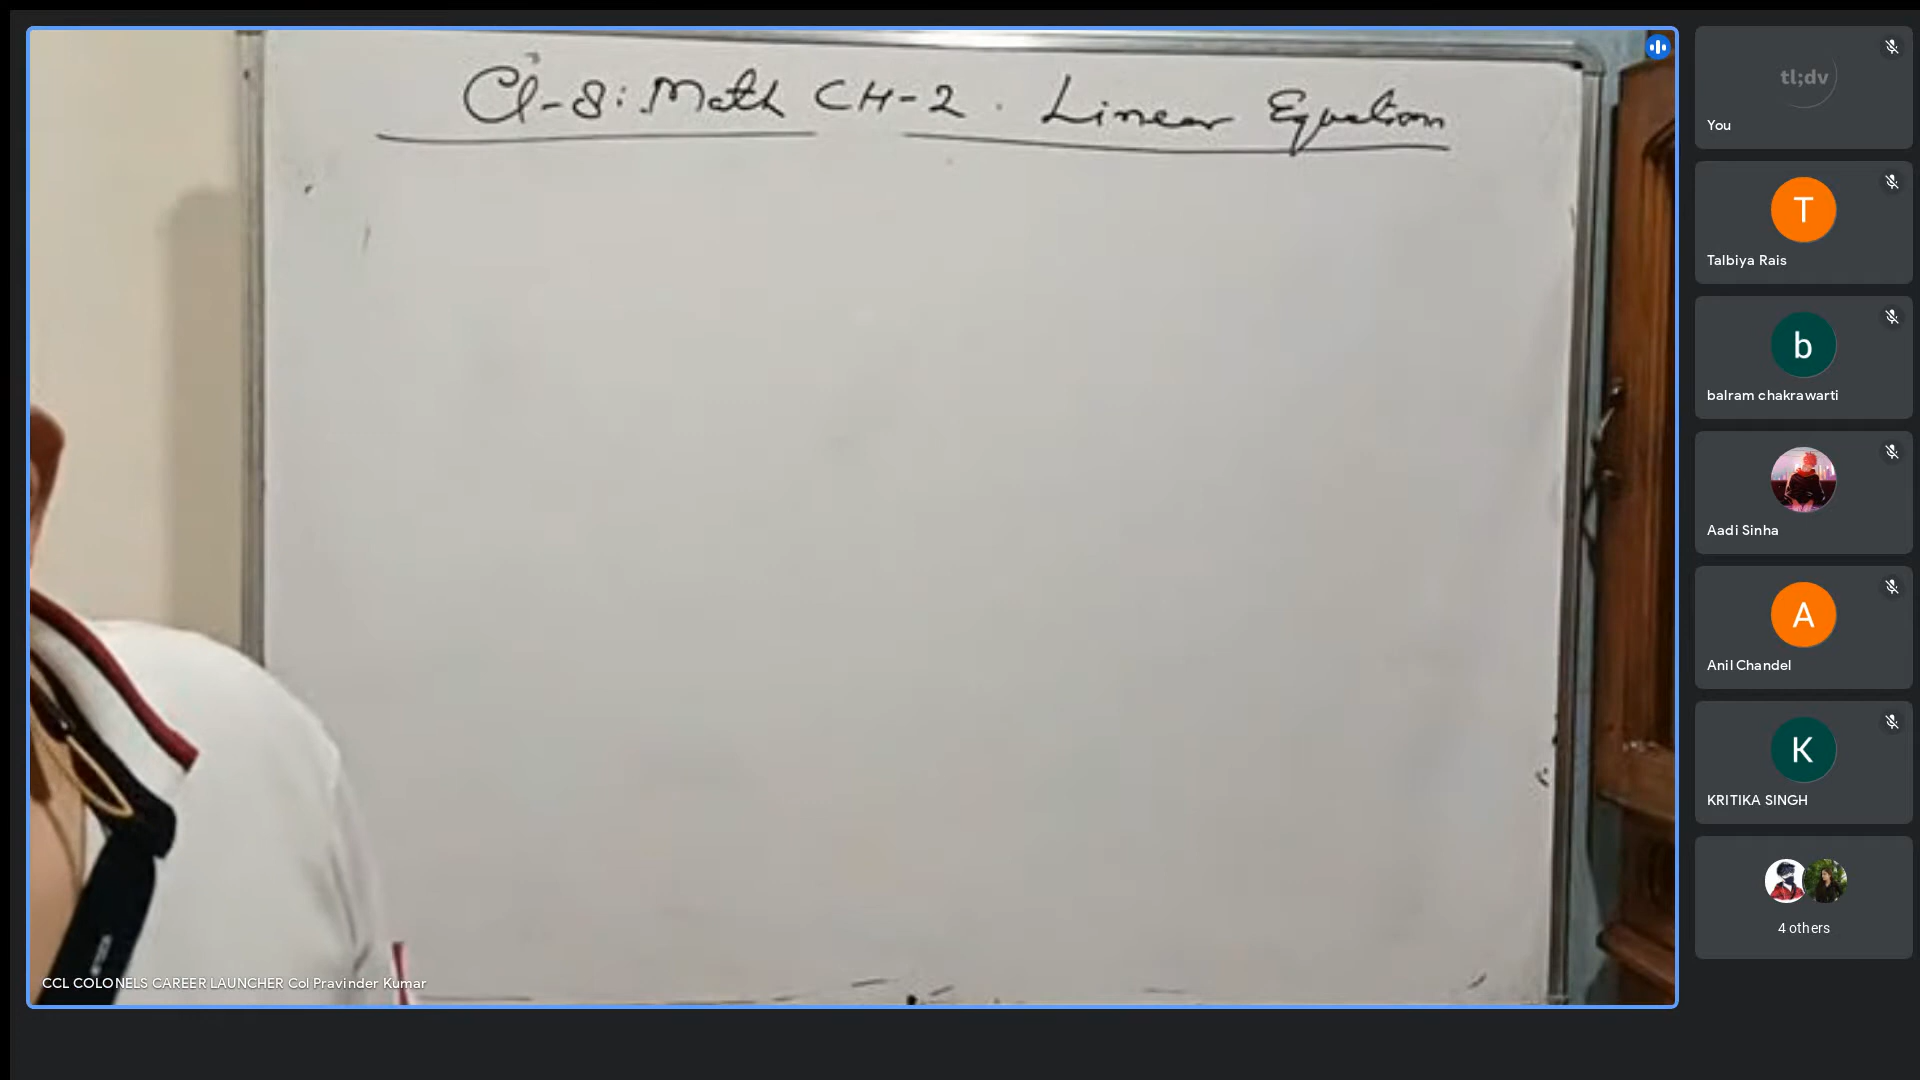 Cl-8: Math CH-2. Linear Equation
CCL COLONELS CAREER LAUNCHER Col Pravinder Kumar
tl;dv
You
T
Talbiya Rais
b
balram chakrawarti
Aadi Sinha
A
Anil Chandel
K
KRITIKA SINGH
4 others